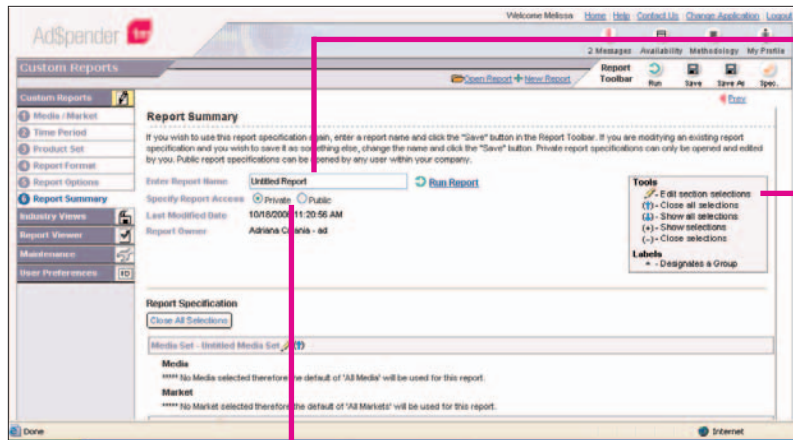 Welcome Melissa Home Help Contact Us Change Application Logout
Ad$pender
2 Messages Availability Methodology My Profile
Custom Reports
Open Report New Report
Report Toolbar
Run Save Save As Spec.
Custom Reports
Prev
1 Media / Market
2 Time Period
3 Product Set
4 Report Format
5 Report Options
6 Report Summary
Industry Views
Report Viewer
Maintenance
User Preferences
Report Summary
If you wish to use this report specification again, enter a report name and click the "Save" button in the Report Toolbar. If you are modifying an existing report
specification and you wish to save it as something else, change the name and click the "Save" button. Private report specifications can only be opened and edited
by you. Public report specifications can be opened by any user within your company.
Enter Report Name Untitled Report Run Report
Specify Report Access Private Public
Last Modified Date 11:20:56 AM
Report Owner Adriana - ad
Tools
- Edit section selections
(↑)- Close all selections
(↓)- Show all selections
(+)- Show selections
(-)- Close selections
Labels
- Designates a Group
Report Specification
Close All Selections
Media Set - Untitled Media Set (↑)
Media
***** No Media selected therefore the default of 'All Media' will be used for this report.
Market
***** No Market selected therefore the default of 'All Markets' will be used for this report.
Done Internet